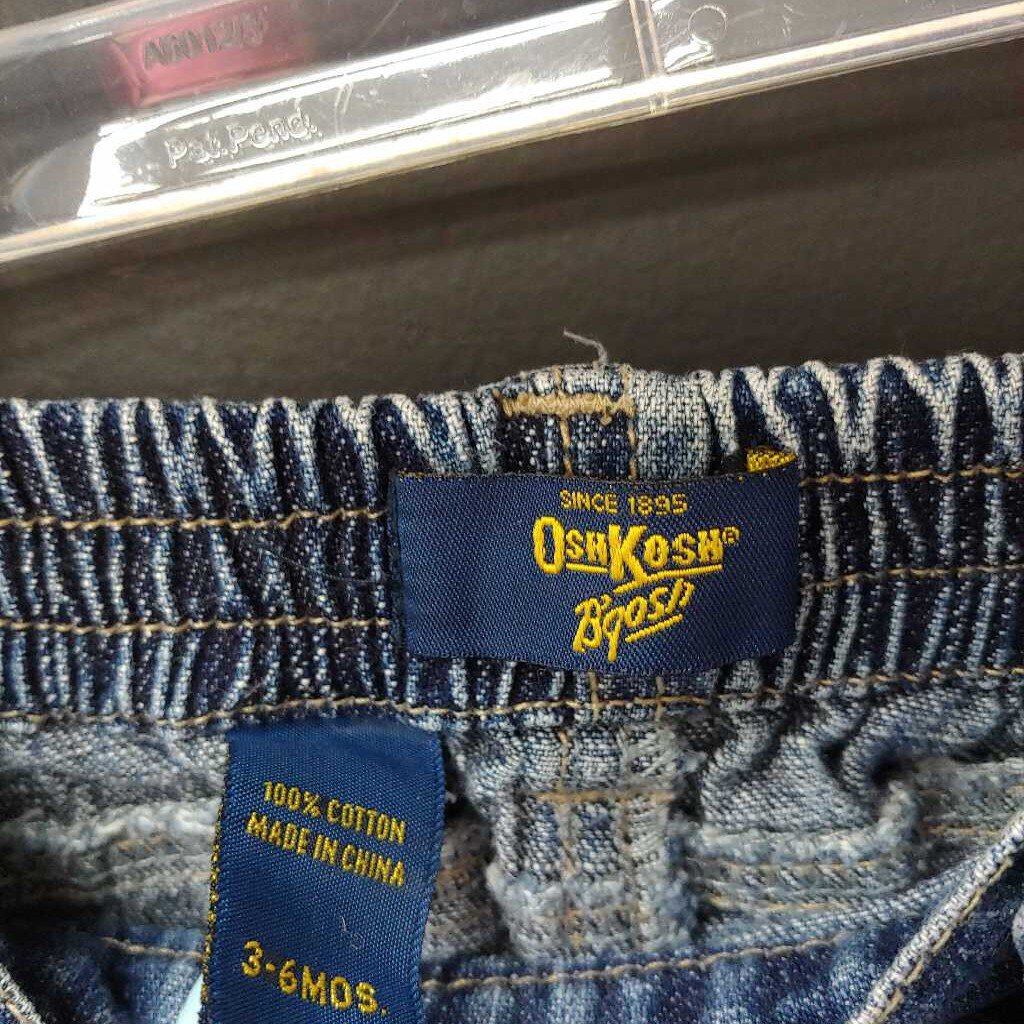 Pat. Pend.
SINCE 1895
OSHKOSH®
B'gosh
100% COTTON
MADE IN CHINA
3-6MOS.